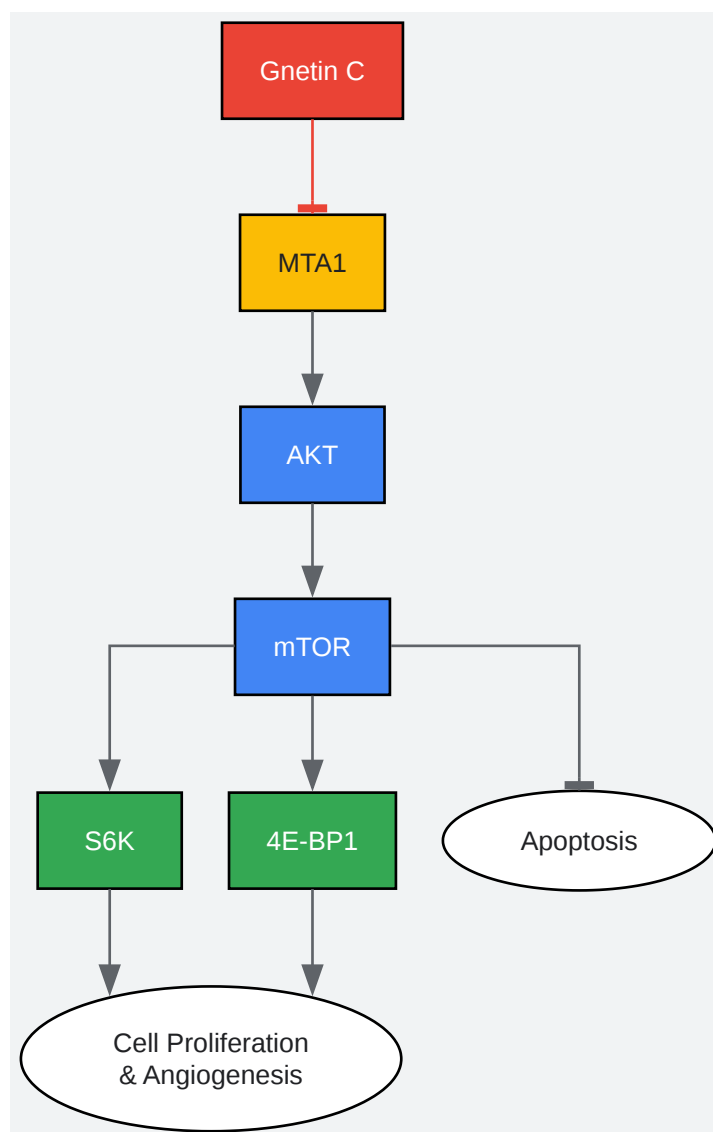 Gnetin C
MTA1
AKT
mTOR
S6K
4E-BP1
Apoptosis
Cell Proliferation
& Angiogenesis